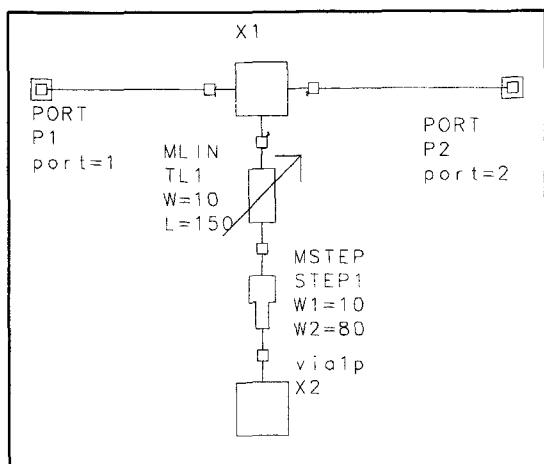 X1
PORT
P1
port=1
PORT
P2
port=2
MLIN
TL1
W=10
L=150
MSTEP
STEP1
W1=10
W2=80
via1p
X2